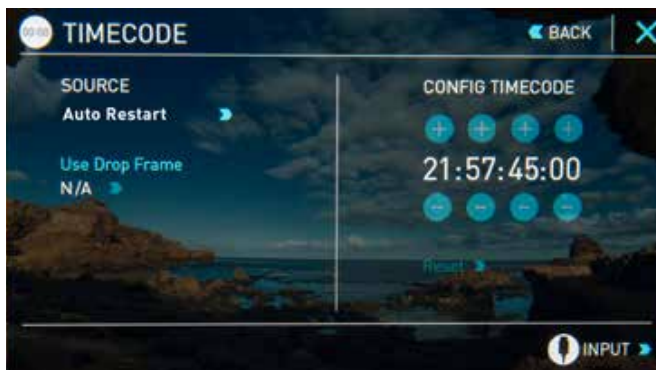 00:00
TIMECODE
BACK
SOURCE
Auto Restart
Use Drop Frame
N/A
CONFIG TIMECODE
21:57:45:00
Reset
INPUT